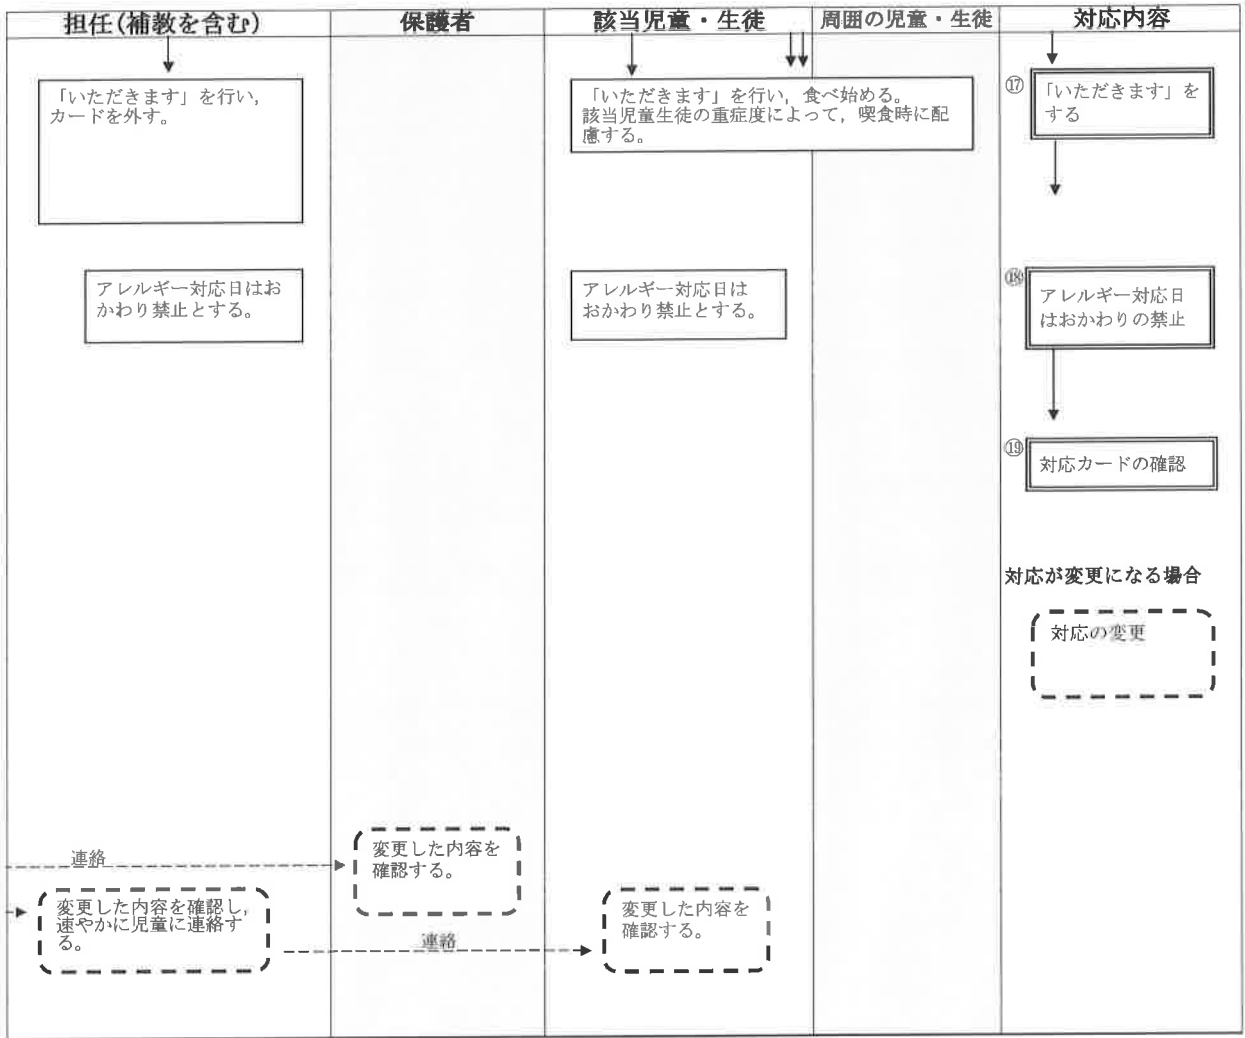 担任(補教を含む)
保護者
該当児童・生徒
周囲の児童・生徒
対応内容
「いただきます」を行い,
カードを外す。
「いただきます」を行い,食べ始める。
該当児童生徒の重症度によって,喫食時に配
慮する。
⑰
「いただきます」を
する
アレルギー対応日はお
かわり禁止とする。
アレルギー対応日は
おかわり禁止とする。
⑱
アレルギー対応日
はおかわりの禁止
⑲
対応カードの確認
対応が変更になる場合
対応の変更
連絡
変更した内容を
確認する。
変更した内容を確認し,
速やかに児童に連絡す
る。
連絡
変更した内容を
確認する。